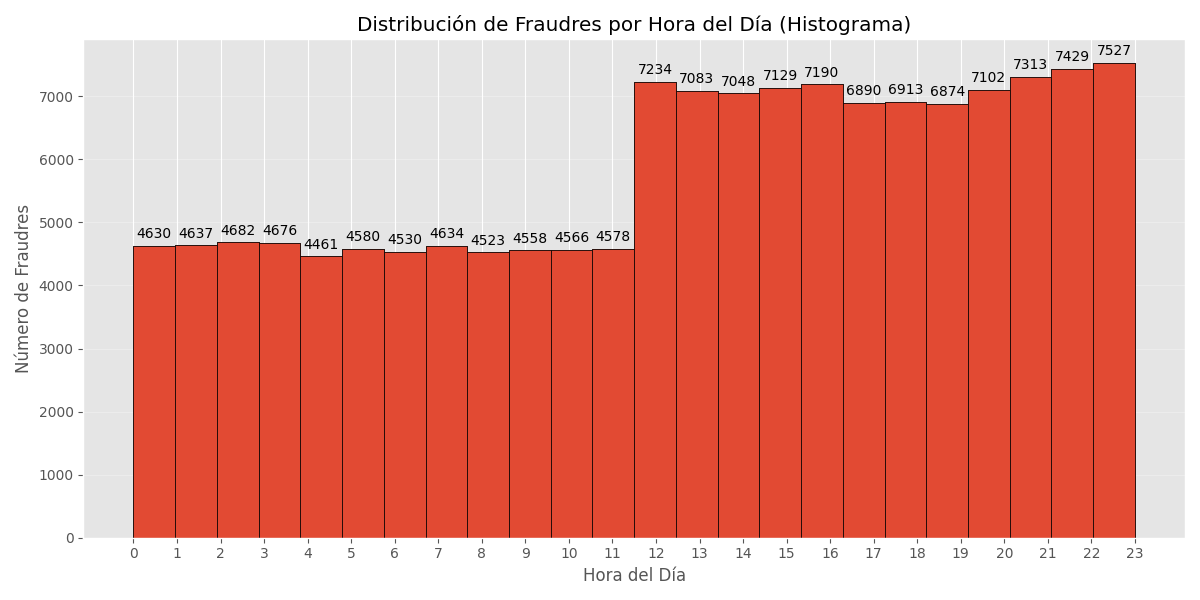 Distribución de Fraudres por Hora del Día (Histograma)
Número de Fraudres
7000
6000
5000
4000
3000
2000
1000
0
4630 4637 4682 4676 4461 4580 4530 4634 4523 4558 4566 4578 7234 7083 7048 7129 7190 6890 6913 6874 7102 7313 7429 7527
0 1 2 3 4 5 6 7 8 9 10 11 12 13 14 15 16 17 18 19 20 21 22 23
Hora del Día